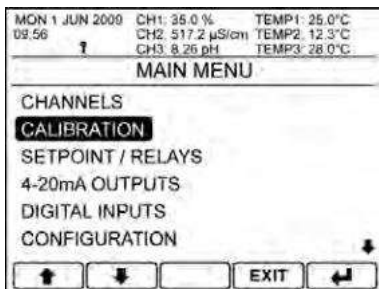 MON 1 JUN 2009 CH1: 35.0 % TEMP1: 25.0°C
09:56 CH2: 517.2 µS/cm TEMP2: 12.3°C
? CH3: 8.26 pH TEMP3: 28.0°C
MAIN MENU
CHANNELS
CALIBRATION
SETPOINT / RELAYS
4-20mA OUTPUTS
DIGITAL INPUTS
CONFIGURATION
EXIT